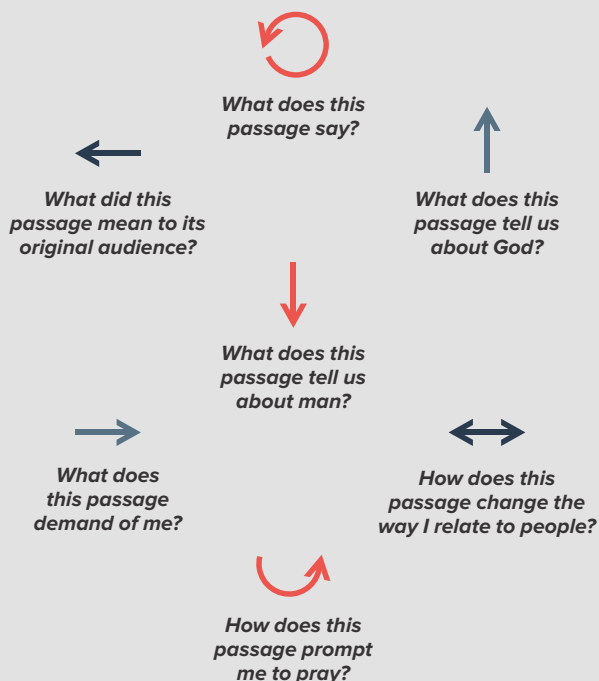 What does this
passage say?
What did this
passage mean to its
original audience?
What does this
passage tell us
about God?
What does this
passage tell us
about man?
What does
this passage
demand of me?
How does this
passage change the
way I relate to people?
How does this
passage prompt
me to pray?